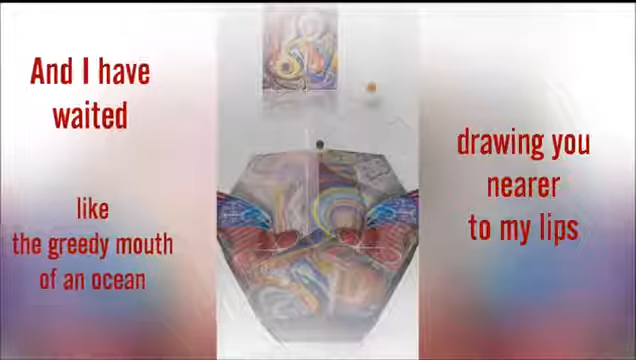 And I have
waited
like
the greedy mouth
of an ocean
drawing you
nearer
to my lips